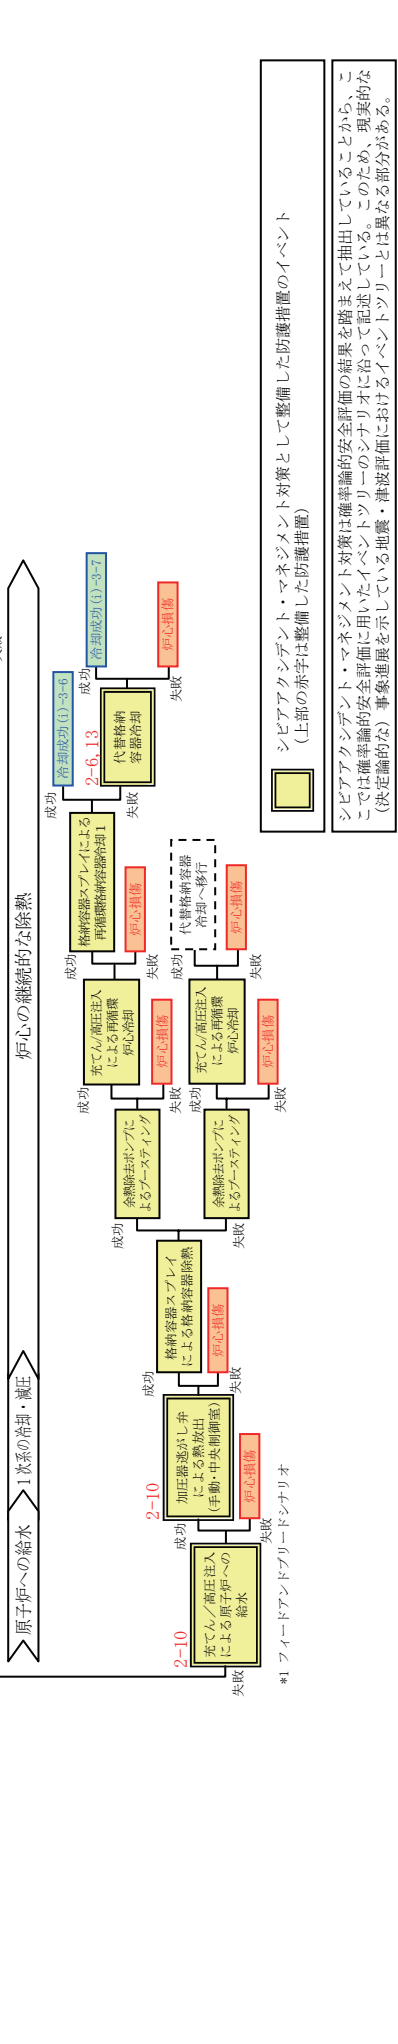 原子炉への給水
1次系の冷却・減圧
炉心の継続的な除熱
失敗
2-10
充てん／高圧注入
による原子炉への
給水
成功
失敗
炉心損傷
2-10
加圧器逃がし弁
による熱放出
(手動・中央制御室)
成功
失敗
炉心損傷
格納容器スプレイ
による格納容器除熱
成功
失敗
余熱除去ポンプに
よるブースティング
成功
失敗
炉心損傷
充てん/高圧注入
による再循環
炉心冷却
成功
失敗
炉心損傷
格納容器スプレイによる
再循環格納容器冷却1
成功
失敗
冷却成功(i)-3-6
2-6,13
代替格納
容器冷却
成功
失敗
冷却成功(i)-3-7
炉心損傷
余熱除去ポンプに
よるブースティング
成功
失敗
炉心損傷
充てん/高圧注入
による再循環
炉心冷却
成功
失敗
炉心損傷
代替格納容器
冷却へ移行
*1 フィードアンドブリードシナリオ
シビアアクシデント・マネジメント対策として整備した防護措置のイベント
(上部の赤字は整備した防護措置)
シビアアクシデント・マネジメント対策は確率論的安全評価の結果を踏まえて抽出していることから、こ
こでは確率論的安全評価に用いたイベントツリーのシナリオに沿って記述している。このため、現実的な
(決定論的な)事象進展を示している地震・津波評価におけるイベントツリーとは異なる部分がある。